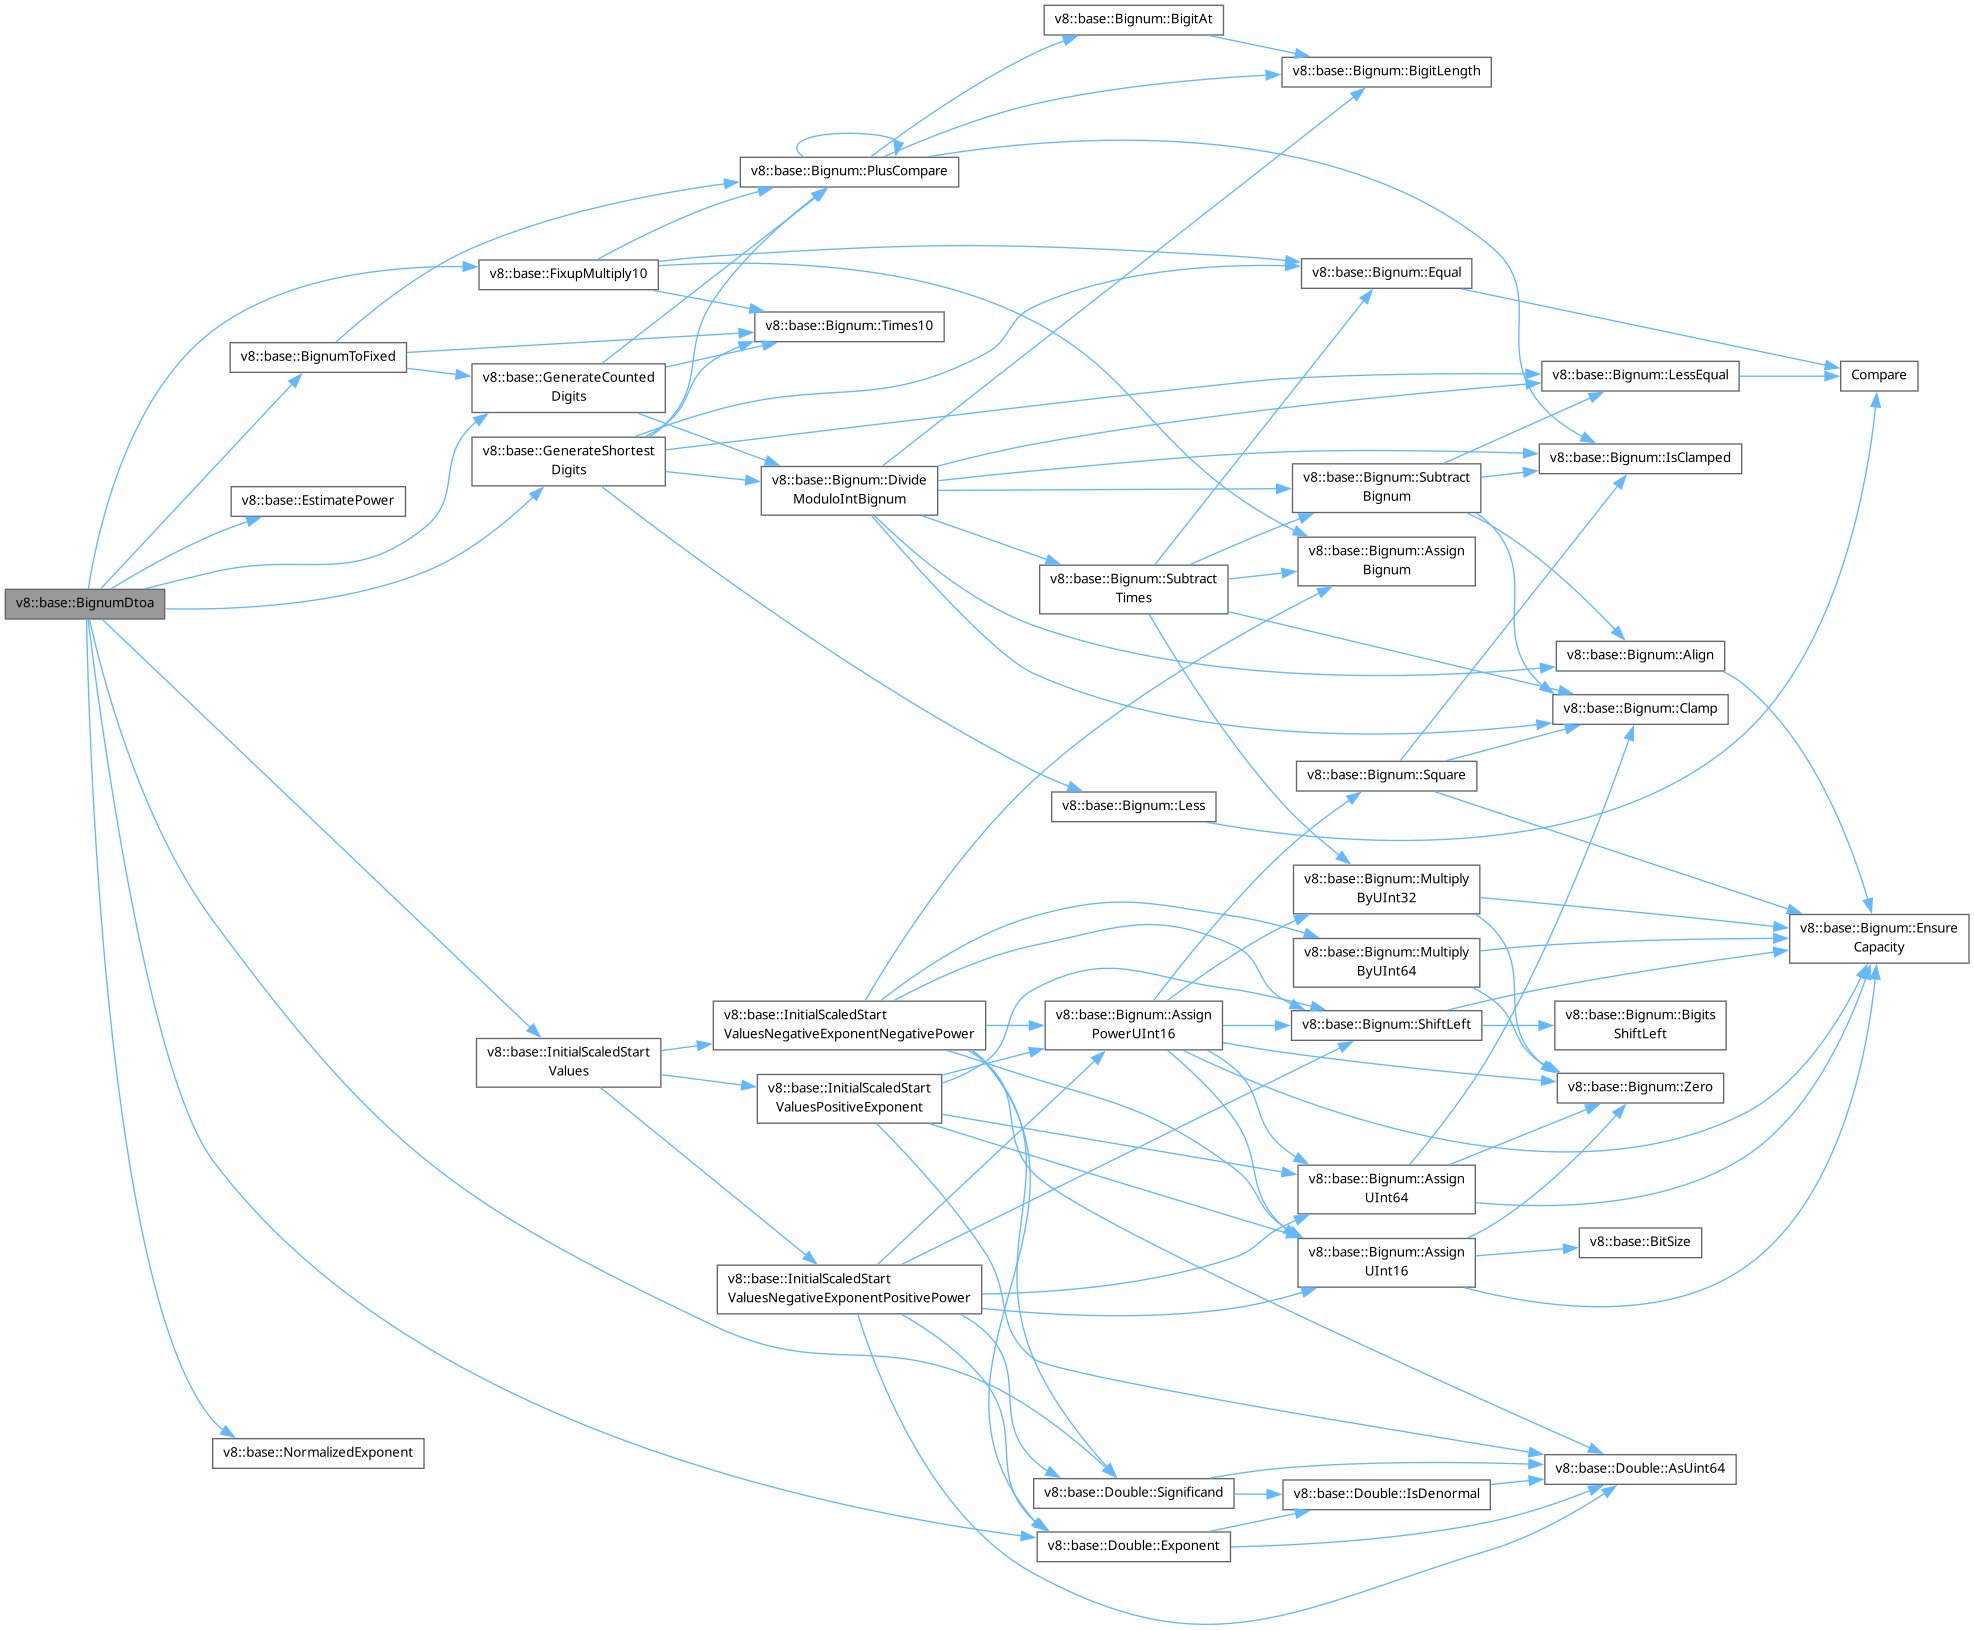 v8::base::Bignum::BigitAt
v8::base::Bignum::BigitLength
v8::base::Bignum::PlusCompare
v8::base::FixupMultiply10
v8::base::Bignum::Equal
v8::base::Bignum::Times10
v8::base::BignumToFixed
v8::base::GenerateCounted
Digits
v8::base::Bignum::LessEqual
Compare
v8::base::GenerateShortest
Digits
v8::base::Bignum::IsClamped
v8::base::Bignum::Divide
ModuloIntBignum
v8::base::Bignum::Subtract
Bignum
v8::base::EstimatePower
v8::base::Bignum::Assign
Bignum
v8::base::Bignum::Subtract
Times
v8::base::BignumDtoa
v8::base::Bignum::Align
v8::base::Bignum::Clamp
v8::base::Bignum::Square
v8::base::Bignum::Less
v8::base::Bignum::Multiply
ByUInt32
v8::base::Bignum::Ensure
Capacity
v8::base::Bignum::Multiply
ByUInt64
v8::base::InitialScaledStart
ValuesNegativeExponentNegativePower
v8::base::Bignum::Assign
PowerUInt16
v8::base::Bignum::ShiftLeft
v8::base::Bignum::Bigits
ShiftLeft
v8::base::InitialScaledStart
Values
v8::base::InitialScaledStart
ValuesPositiveExponent
v8::base::Bignum::Zero
v8::base::Bignum::Assign
UInt64
v8::base::BitSize
v8::base::Bignum::Assign
UInt16
v8::base::InitialScaledStart
ValuesNegativeExponentPositivePower
v8::base::NormalizedExponent
v8::base::Double::AsUint64
v8::base::Double::Significand
v8::base::Double::IsDenormal
v8::base::Double::Exponent